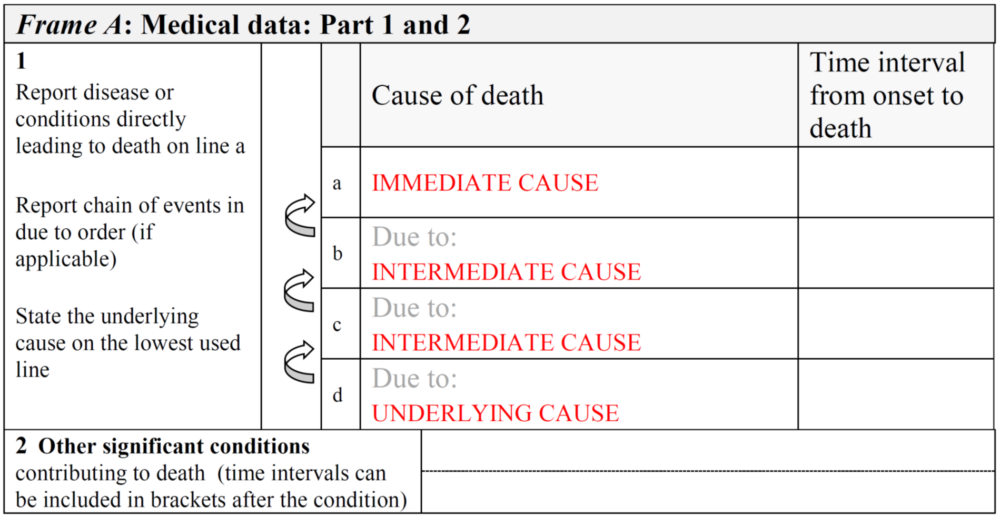 Frame A: Medical data: Part 1 and 2
1
Report disease or
conditions directly
leading to death on line a
Report chain of events in
due to order (if
applicable)
State the underlying
cause on the lowest used
line
Cause of death
Time interval
from onset to
death
a
IMMEDIATE CAUSE
b
Due to:
INTERMEDIATE CAUSE
c
Due to:
INTERMEDIATE CAUSE
d
Due to:
UNDERLYING CAUSE
2 Other significant conditions
contributing to death (time intervals can
be included in brackets after the condition)